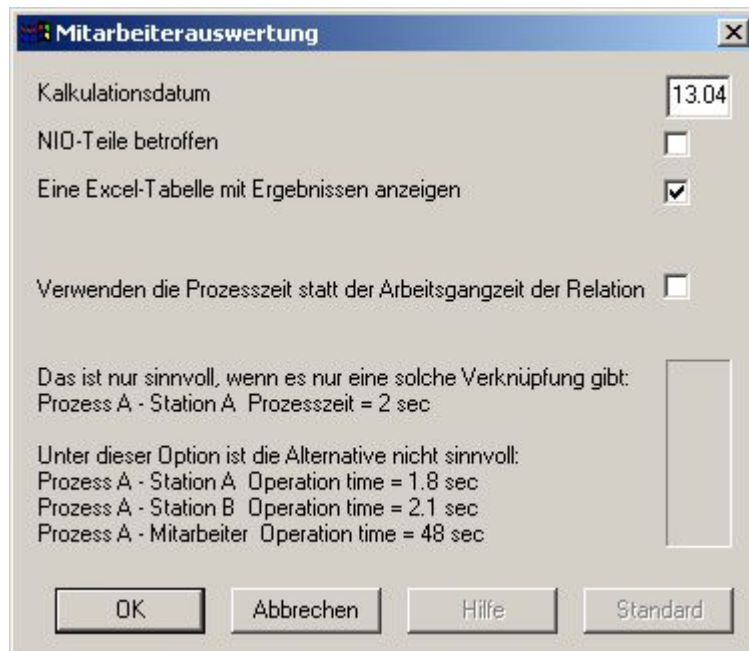 Mitarbeiterauswertung
Kalkulationsdatum 13.04
NIO-Teile betroffen
Eine Excel-Tabelle mit Ergebnissen anzeigen
Verwenden die Prozesszeit statt der Arbeitsgangzeit der Relation
Das ist nur sinnvoll, wenn es nur eine solche Verknüpfung gibt:
Prozess A - Station A Prozesszeit = 2 sec
Unter dieser Option ist die Alternative nicht sinnvoll:
Prozess A - Station A Operation time = 1.8 sec
Prozess A - Station B Operation time = 2.1 sec
Prozess A - Mitarbeiter Operation time = 48 sec
OK Abbrechen Hilfe Standard